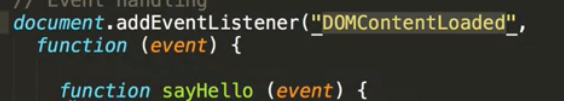 // Event handling
document.addEventListener("DOMContentLoaded",
function (event) {
function sayHello (event) {